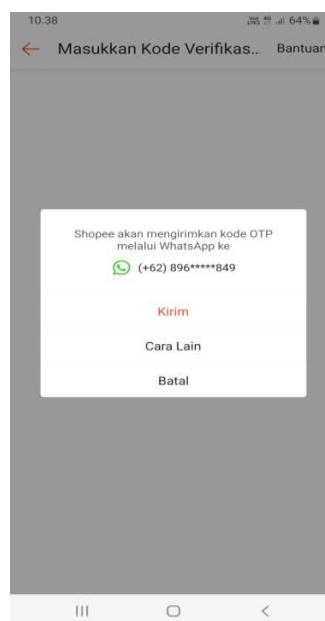 10.38
64%
Masukkan Kode Verifikas...
Bantuan
Shopee akan mengirimkan kode OTP
melalui WhatsApp ke
(+62) 896*****849
Kirim
Cara Lain
Batal